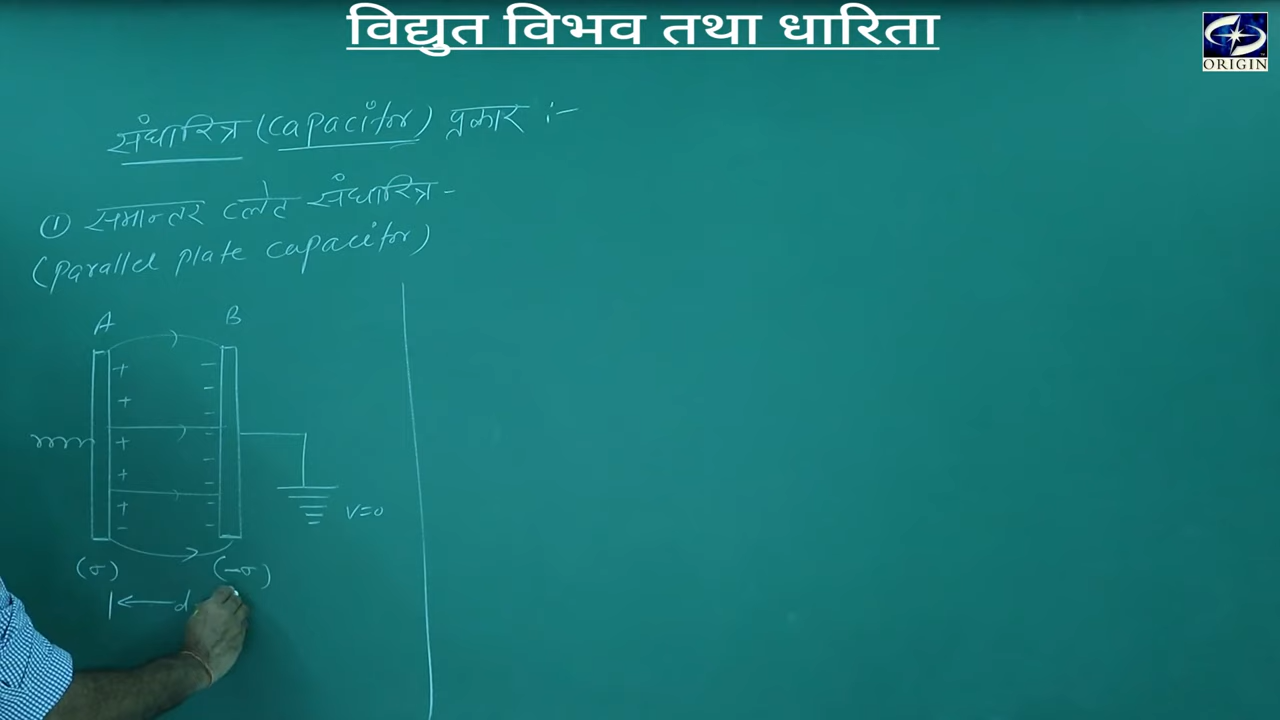 विद्युत विभव तथा धारिता
ORIGIN
संधारित्र (Capacitor) प्रकार :-
① समान्तर प्लेट संधारित्र -
(Parallel plate capacitor)
A B
V=0
(σ) (-σ)
d